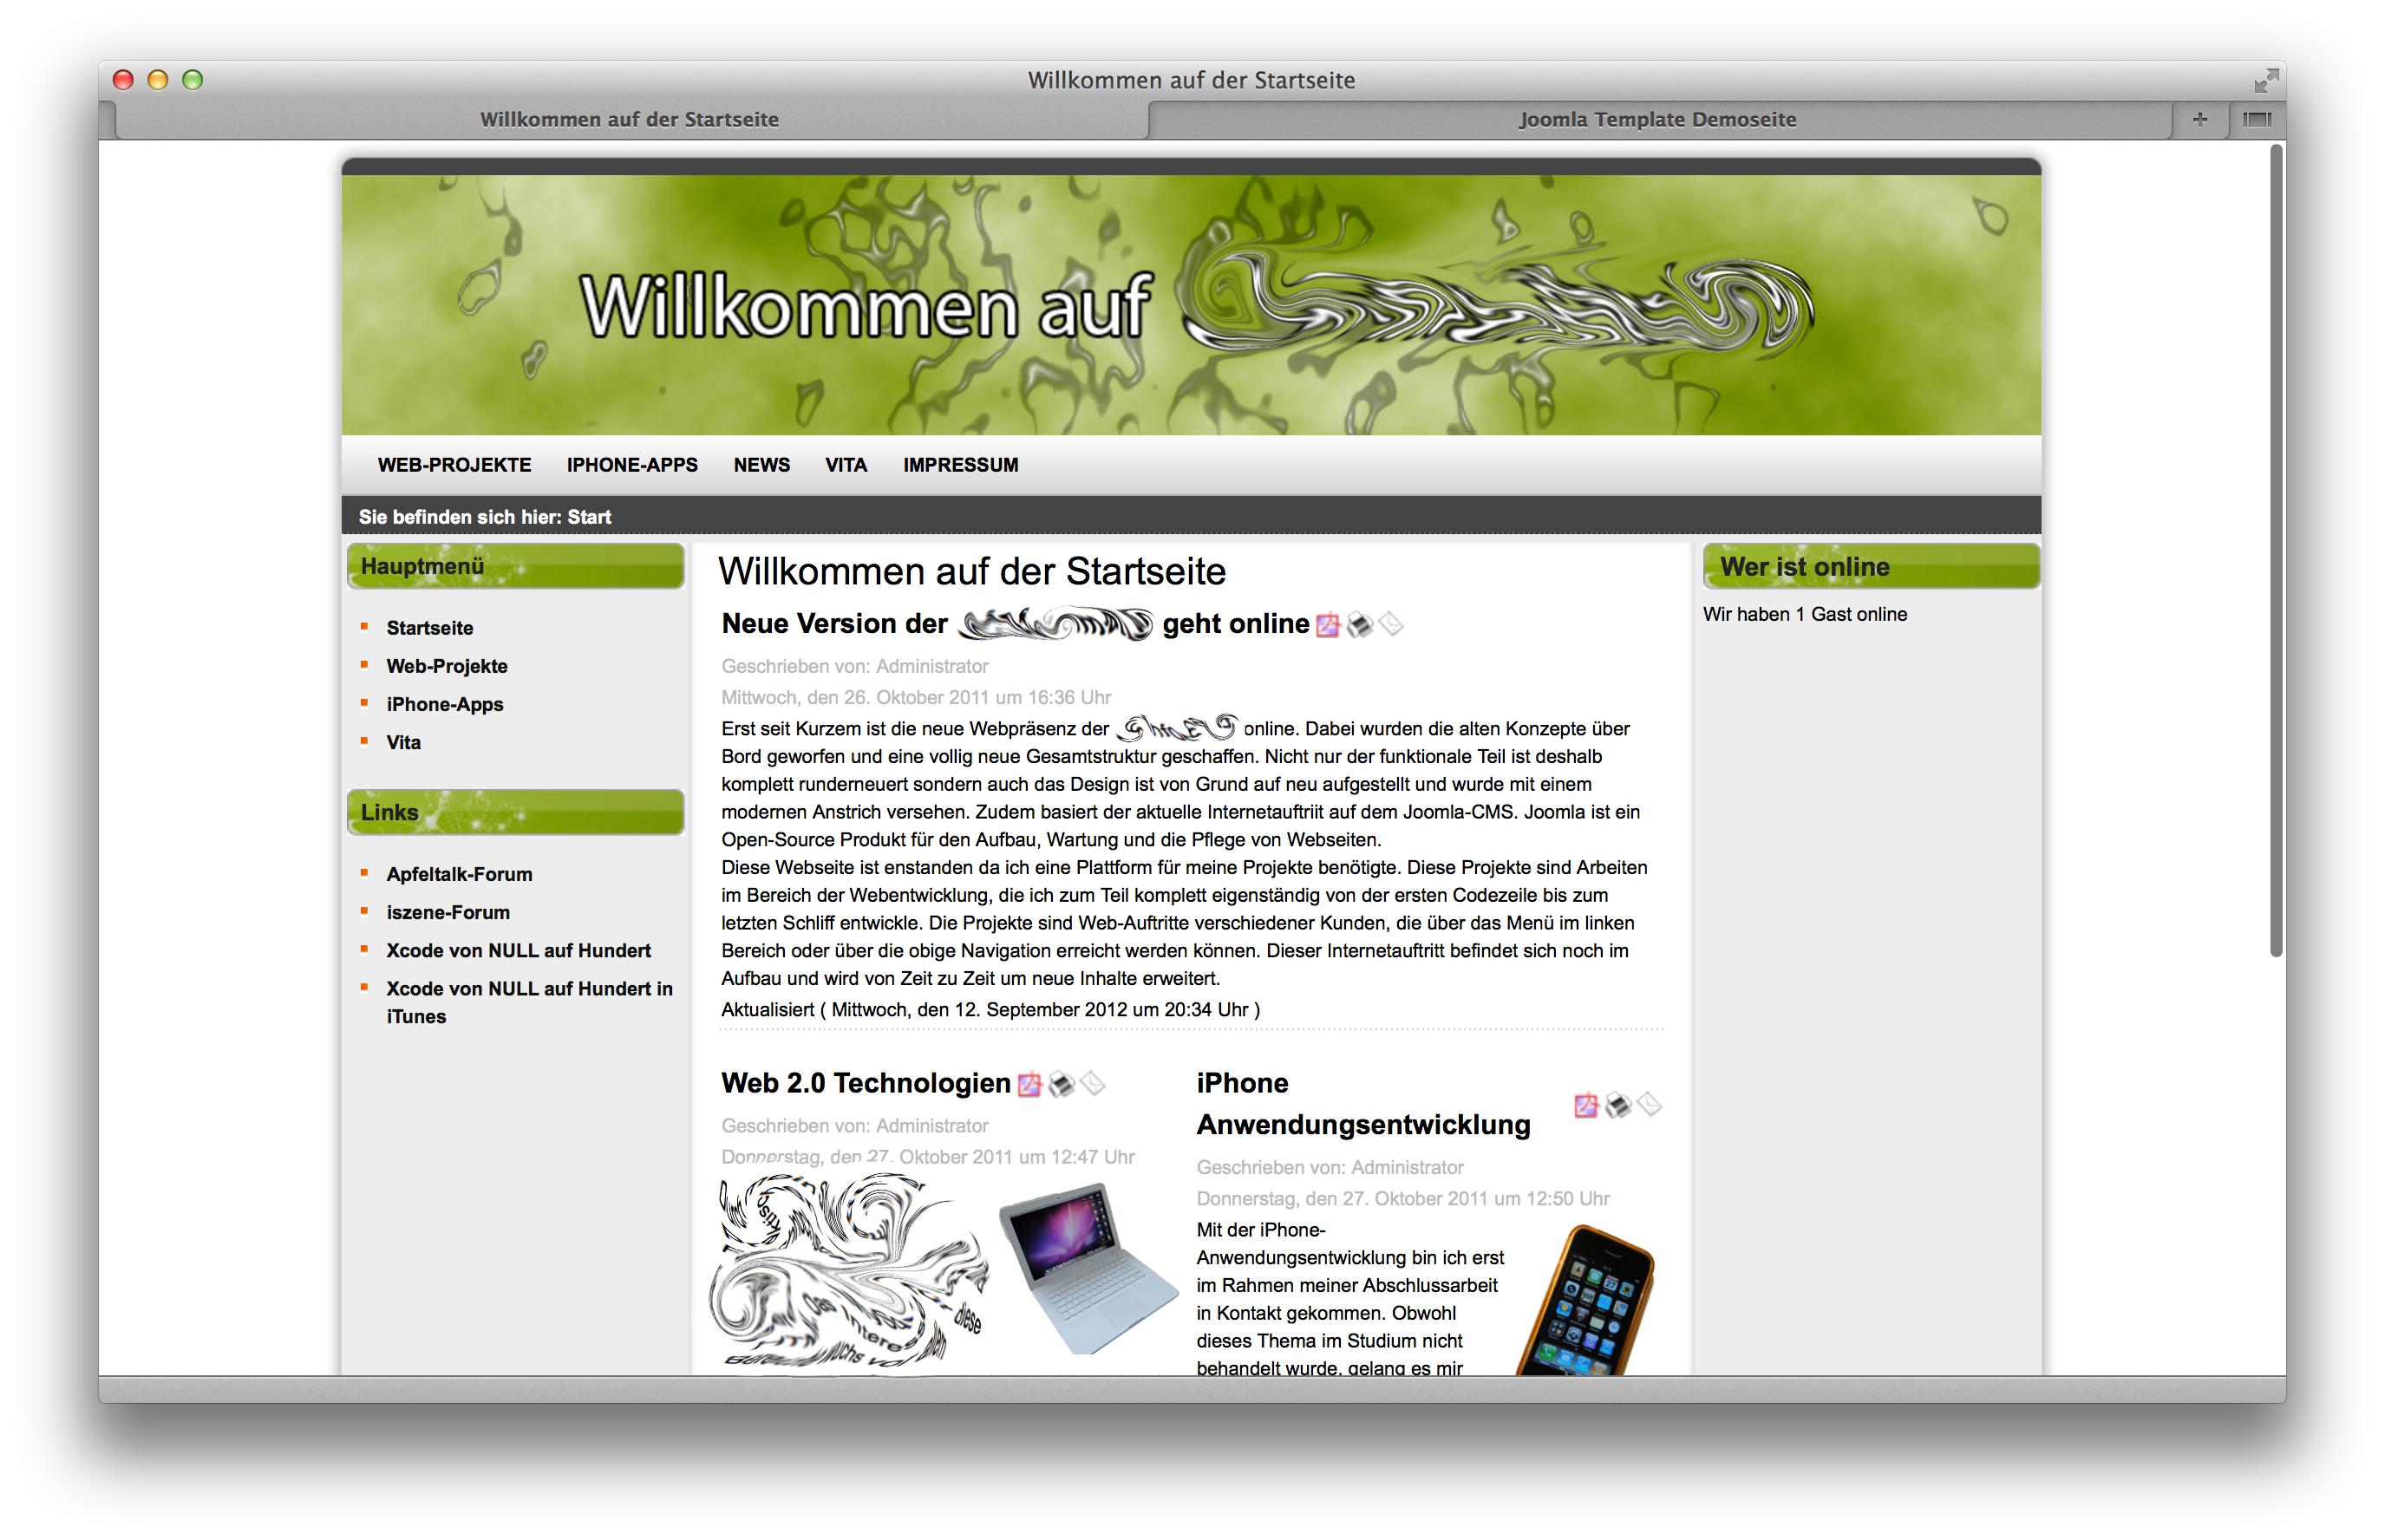 Willkommen auf der Startseite
Willkommen auf der Startseite
Joomla Template Demoseite
Willkommen auf
WEB-PROJEKTE IPHONE-APPS NEWS VITA IMPRESSUM
Sie befinden sich hier: Start
Hauptmenü
Startseite
Web-Projekte
iPhone-Apps
Vita
Links
Apfeltalk-Forum
iszene-Forum
Xcode von NULL auf Hundert
Xcode von NULL auf Hundert in
iTunes
Willkommen auf der Startseite
Neue Version der geht online
Geschrieben von: Administrator
Mittwoch, den 26. Oktober 2011 um 16:36 Uhr
Erst seit Kurzem ist die neue Webpräsenz der online. Dabei wurden die alten Konzepte über
Bord geworfen und eine vollig neue Gesamtstruktur geschaffen. Nicht nur der funktionale Teil ist deshalb
komplett runderneuert sondern auch das Design ist von Grund auf neu aufgestellt und wurde mit einem
modernen Anstrich versehen. Zudem basiert der aktuelle Internetauftriit auf dem Joomla-CMS. Joomla ist ein
Open-Source Produkt für den Aufbau, Wartung und die Pflege von Webseiten.
Diese Webseite ist enstanden da ich eine Plattform für meine Projekte benötigte. Diese Projekte sind Arbeiten
im Bereich der Webentwicklung, die ich zum Teil komplett eigenständig von der ersten Codezeile bis zum
letzten Schliff entwickle. Die Projekte sind Web-Auftritte verschiedener Kunden, die über das Menü im linken
Bereich oder über die obige Navigation erreicht werden können. Dieser Internetauftritt befindet sich noch im
Aufbau und wird von Zeit zu Zeit um neue Inhalte erweitert.
Aktualisiert ( Mittwoch, den 12. September 2012 um 20:34 Uhr )
Web 2.0 Technologien
Geschrieben von: Administrator
Donnerstag, den 27. Oktober 2011 um 12:47 Uhr
Das
diese
iPhone
Anwendungsentwicklung
Geschrieben von: Administrator
Donnerstag, den 27. Oktober 2011 um 12:50 Uhr
Mit der iPhone-
Anwendungsentwicklung bin ich erst
im Rahmen meiner Abschlussarbeit
in Kontakt gekommen. Obwohl
dieses Thema im Studium nicht
behandelt wurde, gelang es mir
Wer ist online
Wir haben 1 Gast online